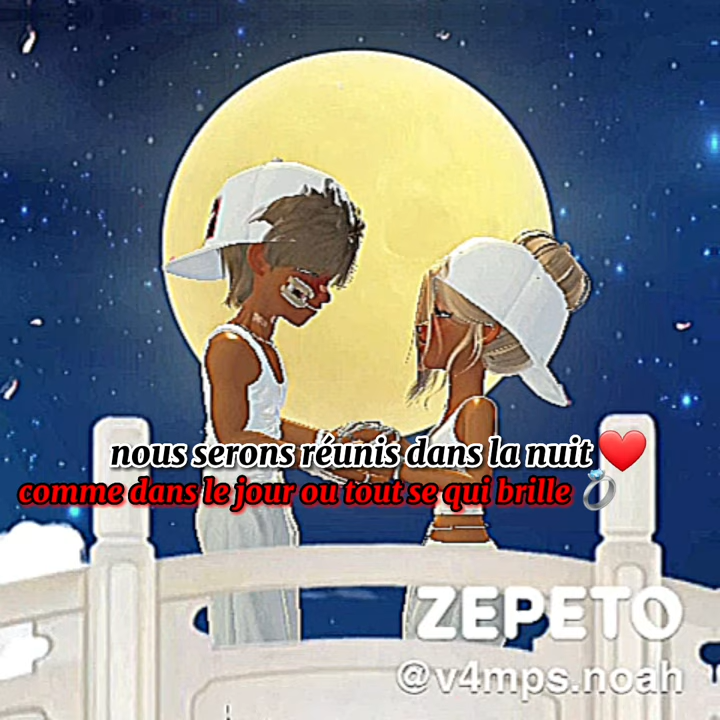 nous serons réunis dans la nuit ❤️
comme dans le jour ou tout se qui brille 💍
ZEPETO
@v4mps.noah